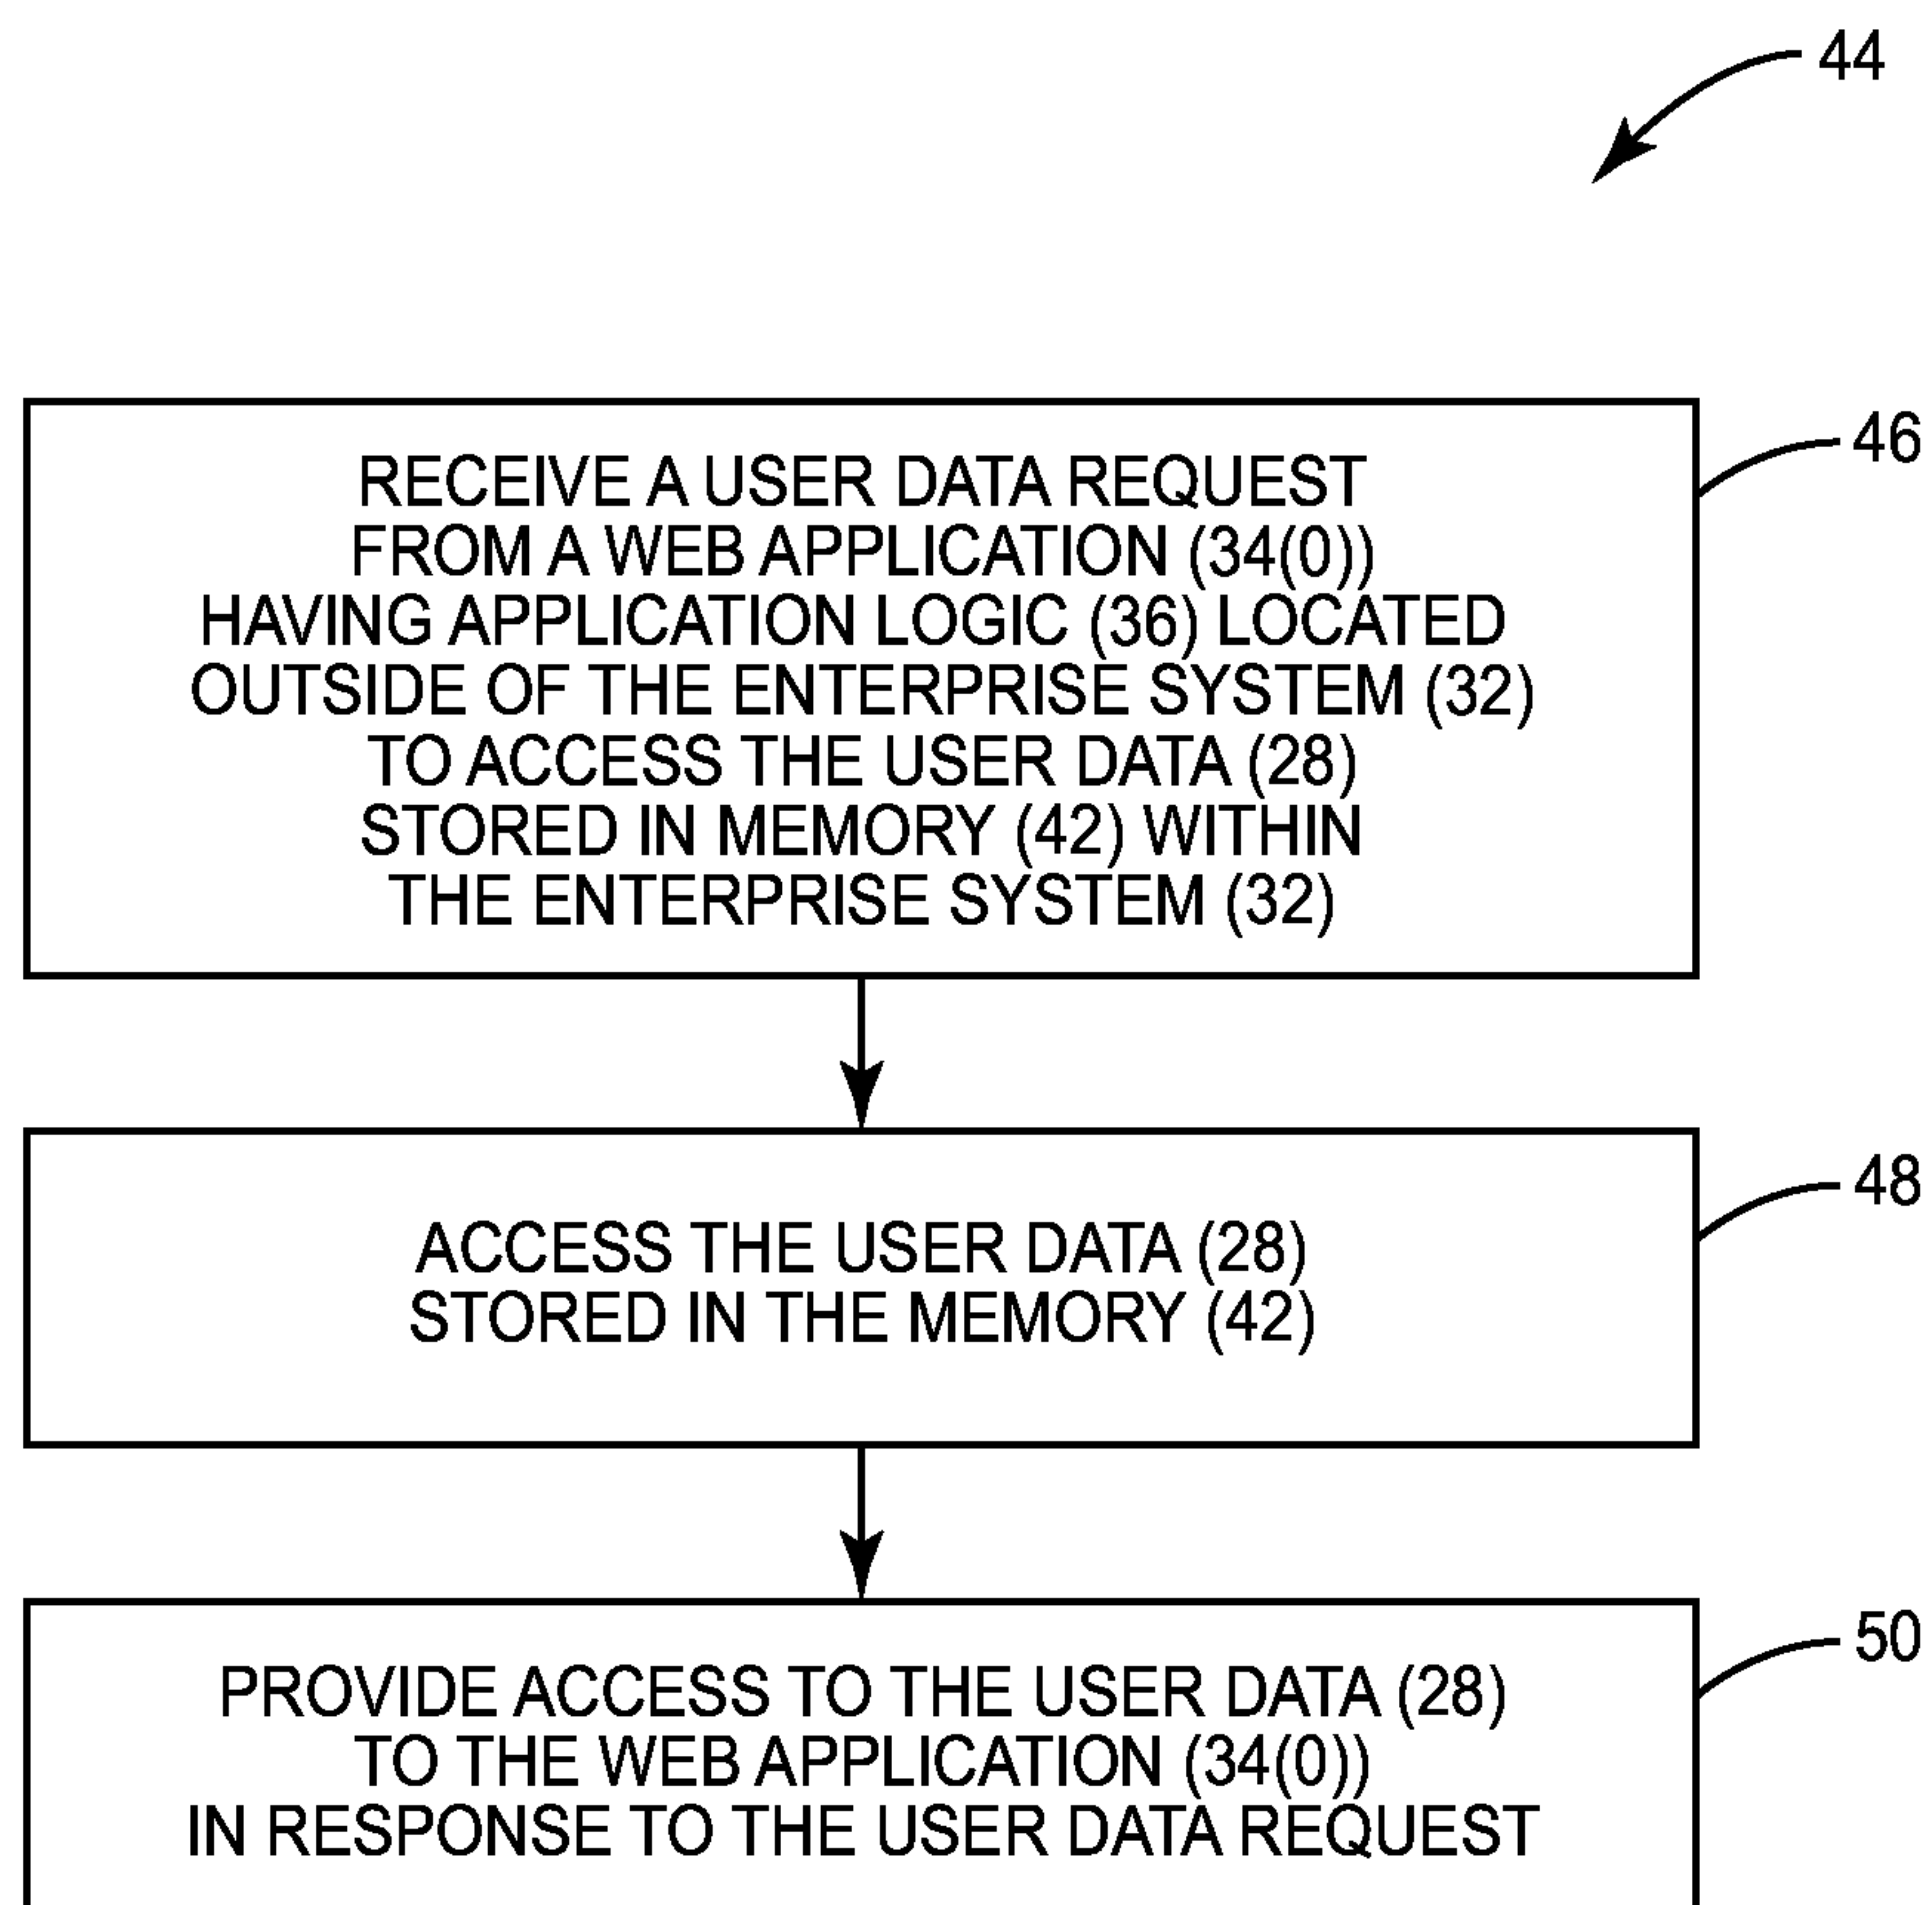 44
RECEIVE A USER DATA REQUEST
FROM A WEB APPLICATION (34(0))
HAVING APPLICATION LOGIC (36) LOCATED
OUTSIDE OF THE ENTERPRISE SYSTEM (32)
TO ACCESS THE USER DATA (28)
STORED IN MEMORY (42) WITHIN
THE ENTERPRISE SYSTEM (32)
46
ACCESS THE USER DATA (28)
STORED IN THE MEMORY (42)
48
PROVIDE ACCESS TO THE USER DATA (28)
TO THE WEB APPLICATION (34(0))
IN RESPONSE TO THE USER DATA REQUEST
50